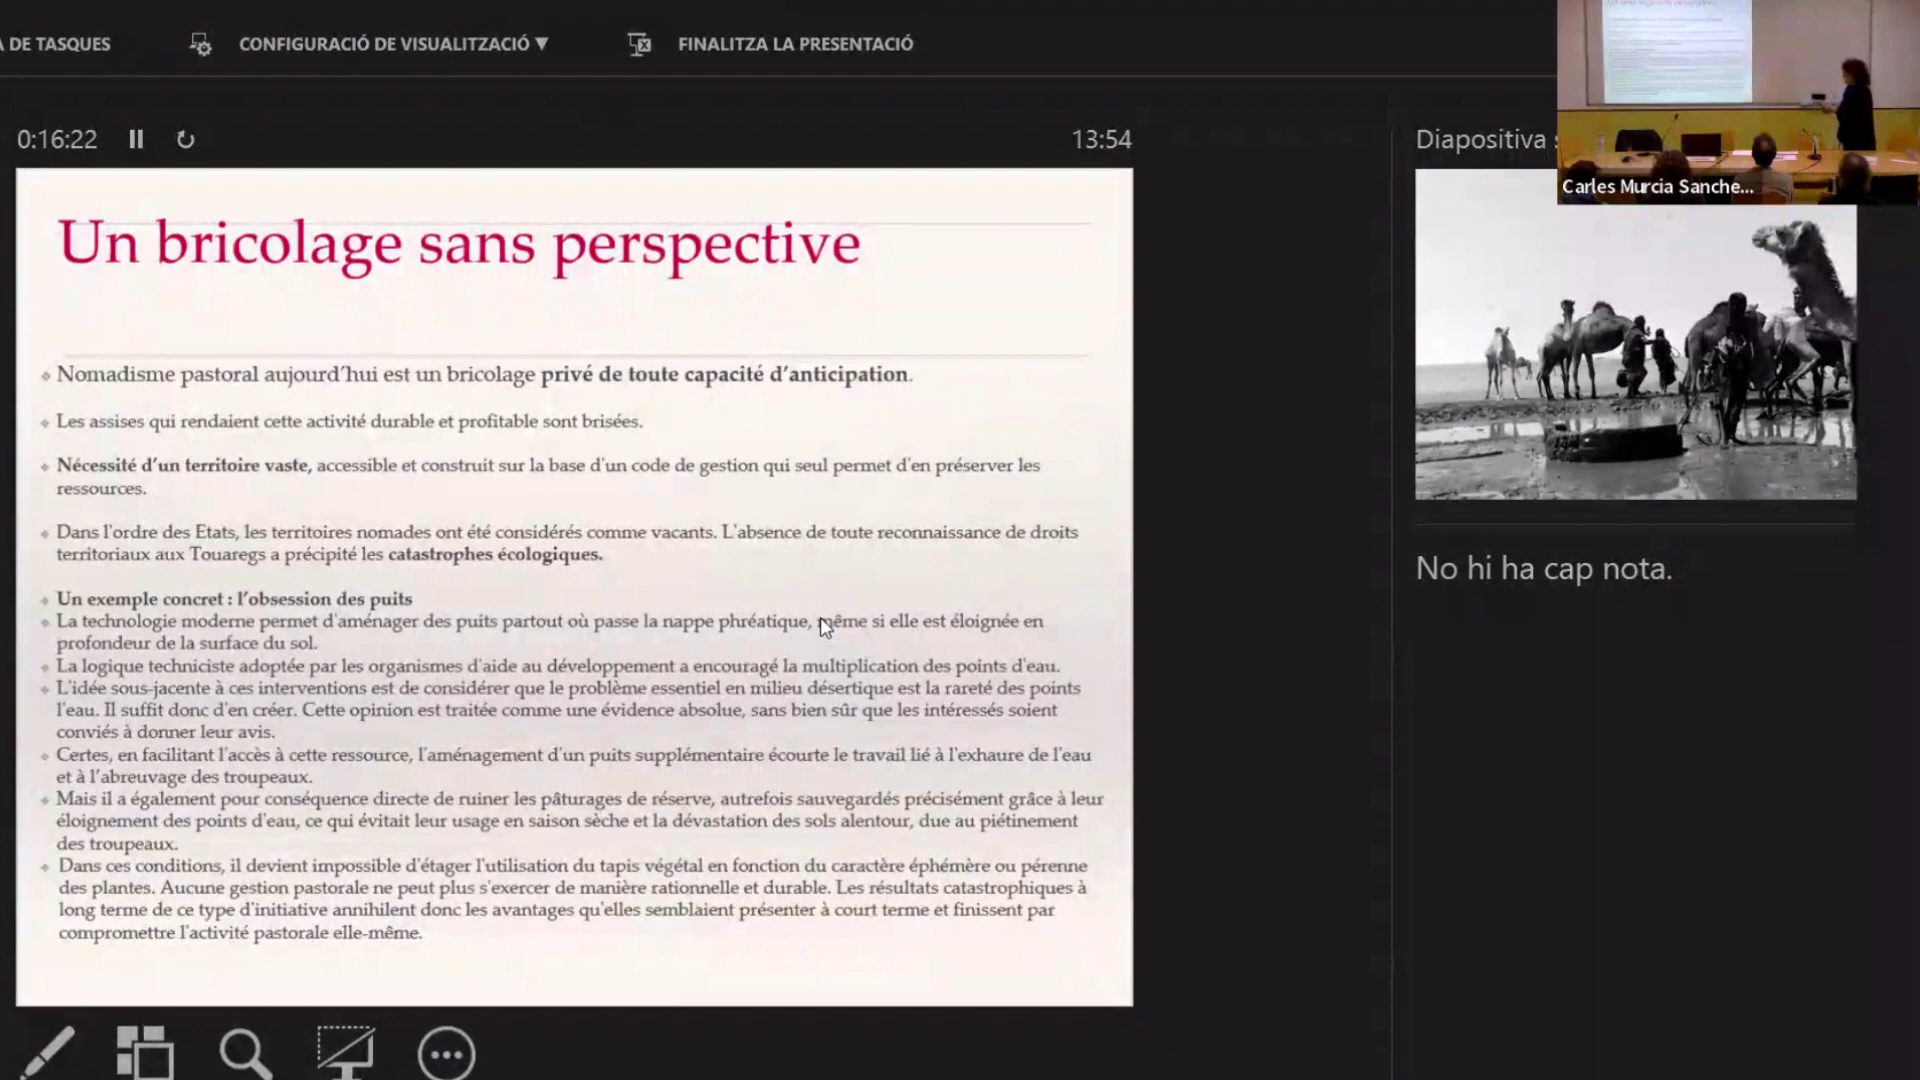 A DE TASQUES
CONFIGURACIÓ DE VISUALITZACIÓ ▼
FINALITZA LA PRESENTACIÓ
0:16:22
13:54
Diapositiva
Carles Murcia Sanche...
Un bricolage sans perspective
Nomadisme pastoral aujourd'hui est un bricolage privé de toute capacité d'anticipation.
Les assises qui rendaient cette activité durable et profitable sont brisées.
Nécessité d'un territoire vaste, accessible et construit sur la base d'un code de gestion qui seul permet d'en préserver les
ressources.
Dans l'ordre des Etats, les territoires nomades ont été considérés comme vacants. L'absence de toute reconnaissance de droits
territoriaux aux Touaregs a précipité les catastrophes écologiques.
Un exemple concret : l'obsession des puits
La technologie moderne permet d'aménager des puits partout où passe la nappe phréatique, même si elle est éloignée en
profondeur de la surface du sol.
La logique techniciste adoptée par les organismes d'aide au développement a encouragé la multiplication des points d'eau.
L'idée sous-jacente à ces interventions est de considérer que le problème essentiel en milieu désertique est la rareté des points
l'eau. Il suffit donc d'en créer. Cette opinion est traitée comme une évidence absolue, sans bien sûr que les intéressés soient
conviés à donner leur avis.
Certes, en facilitant l'accès à cette ressource, l'aménagement d'un puits supplémentaire écourte le travail lié à l'exhaure de l'eau
et à l'abreuvage des troupeaux.
Mais il a également pour conséquence directe de ruiner les pâturages de réserve, autrefois sauvegardés précisément grâce à leur
éloignement des points d'eau, ce qui évitait leur usage en saison sèche et la dévastation des sols alentour, due au piétinement
des troupeaux.
Dans ces conditions, il devient impossible d'étager l'utilisation du tapis végétal en fonction du caractère éphémère ou pérenne
des plantes. Aucune gestion pastorale ne peut plus s'exercer de manière rationnelle et durable. Les résultats catastrophiques à
long terme de ce type d'initiative annihilent donc les avantages qu'elles semblaient présenter à court terme et finissent par
compromettre l'activité pastorale elle-même.
No hi ha cap nota.